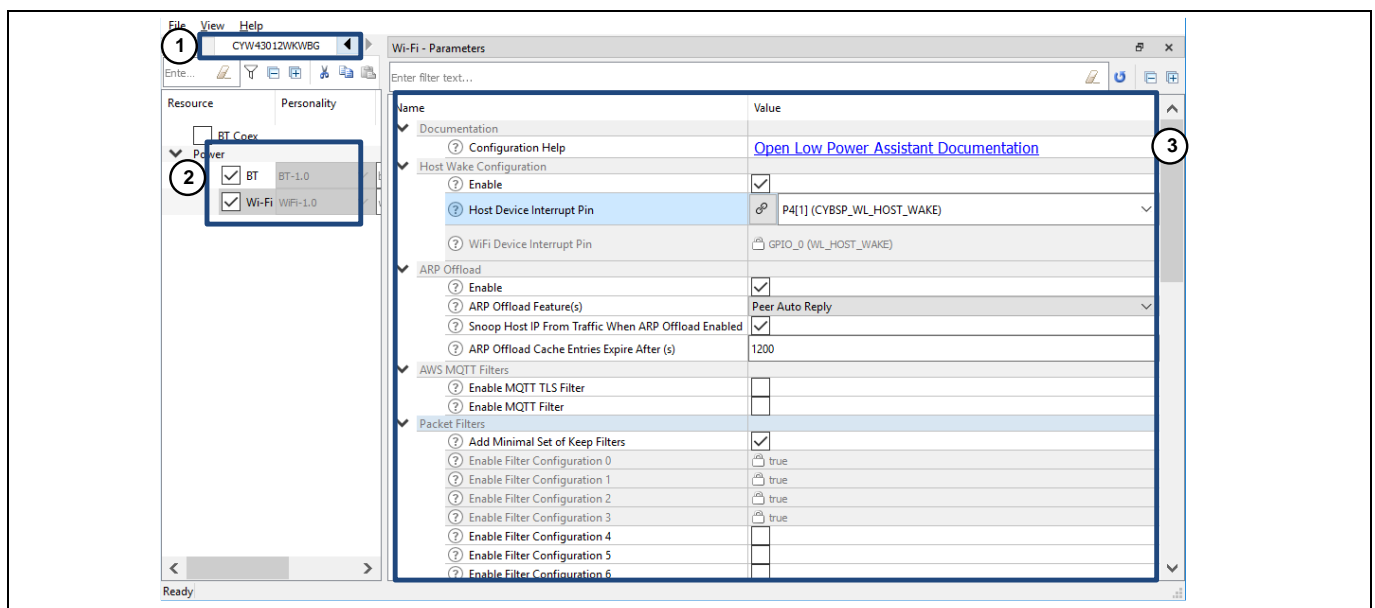 File View Help
1
CYW43012WKWBG
Wi-Fi - Parameters
Ente...
Enter filter text...
Resource Personality
Name Value
BT Coex
Documentation
Configuration Help Open Low Power Assistant Documentation
3
Power
Host Wake Configuration
2
BT BT-1.0
Enable
Wi-Fi WiFi-1.0
Host Device Interrupt Pin P4[1] (CYBSP_WL_HOST_WAKE)
WiFi Device Interrupt Pin GPIO_0 (WL_HOST_WAKE)
ARP Offload
Enable
ARP Offload Feature(s) Peer Auto Reply
Snoop Host IP From Traffic When ARP Offload Enabled
ARP Offload Cache Entries Expire After (s) 1200
AWS MQTT Filters
Enable MQTT TLS Filter
Enable MQTT Filter
Packet Filters
Add Minimal Set of Keep Filters
Enable Filter Configuration 0 true
Enable Filter Configuration 1 true
Enable Filter Configuration 2 true
Enable Filter Configuration 3 true
Enable Filter Configuration 4
Enable Filter Configuration 5
Enable Filter Configuration 6
Ready